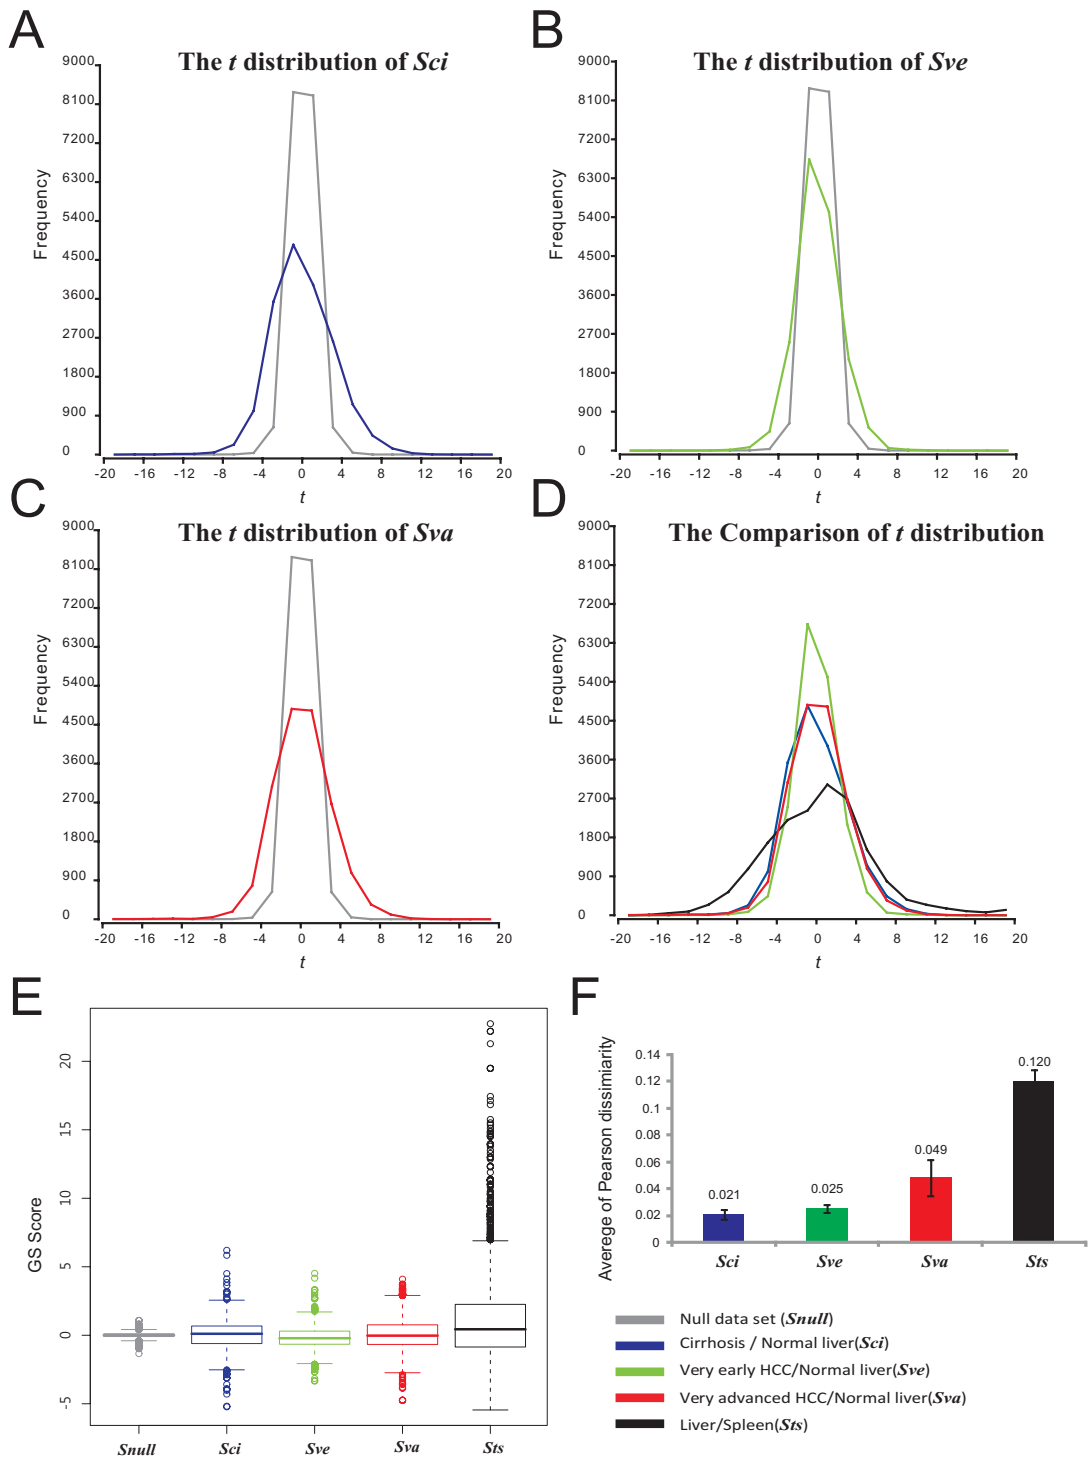 A
The t distribution of Sci
9000
8100
7200
6300
5400
4500
3600
2700
1800
900
0
Frequency
-20 -16 -12 -8 -4 0 4 8 12 16 20
t
B
The t distribution of Sve
9000
8100
7200
6300
5400
4500
3600
2700
1800
900
0
Frequency
-20 -16 -12 -8 -4 0 4 8 12 16 20
t
C
The t distribution of Sva
9000
8100
7200
6300
5400
4500
3600
2700
1800
900
0
Frequency
-20 -16 -12 -8 -4 0 4 8 12 16 20
t
D
The Comparison of t distribution
9000
8100
7200
6300
5400
4500
3600
2700
1800
900
0
Frequency
-20 -16 -12 -8 -4 0 4 8 12 16 20
t
E
GS Score
20
15
10
5
0
-5
Snull Sci Sve Sva Sts
F
Averege of Pearson dissimiarity
0.14
0.12
0.1
0.08
0.06
0.04
0.02
0
0.021
0.025
0.049
0.120
Sci Sve Sva Sts
Null data set (Snull)
Cirrhosis / Normal liver(Sci)
Very early HCC/Normal liver(Sve)
Very advanced HCC/Normal liver(Sva)
Liver/Spleen(Sts)